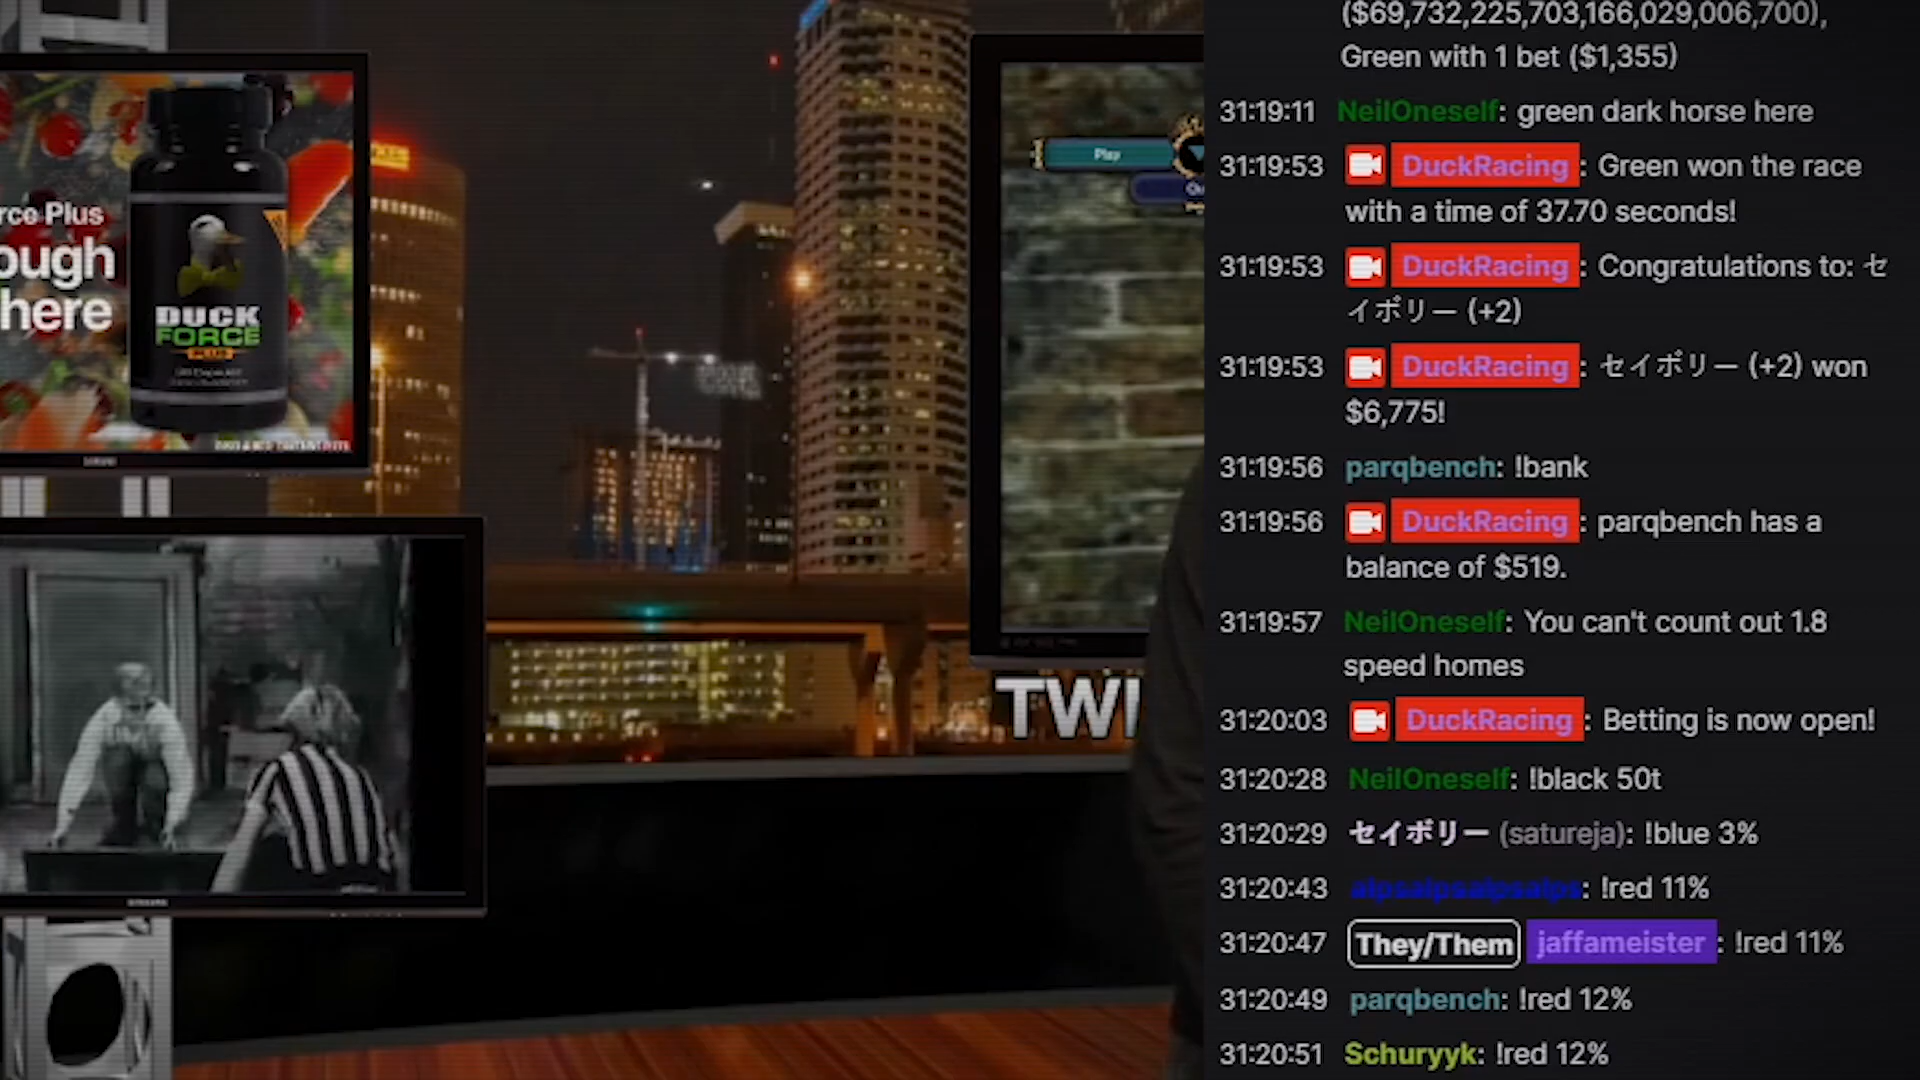 ($69,732,225,703,166,029,006,700),
Green with 1 bet ($1,355)
31:19:11 NeilOneself: green dark horse here
31:19:53 DuckRacing: Green won the race
with a time of 37.70 seconds!
31:19:53 DuckRacing: Congratulations to: セ
イボリー (+2)
31:19:53 DuckRacing: セイボリー (+2) won
$6,775!
31:19:56 parqbench: !bank
31:19:56 DuckRacing: parqbench has a
balance of $519.
31:19:57 NeilOneself: You can't count out 1.8
speed homes
31:20:03 DuckRacing: Betting is now open!
31:20:28 NeilOneself: !black 50t
31:20:29 セイボリー (satureja): !blue 3%
31:20:43 alpsalpsalpsalps: !red 11%
31:20:47 They/Them jaffameister: !red 11%
31:20:49 parqbench: !red 12%
31:20:51 Schuryyk: !red 12%
rce Plus
ough
here
DUCK
FORCE
PLUS
Play
TWI